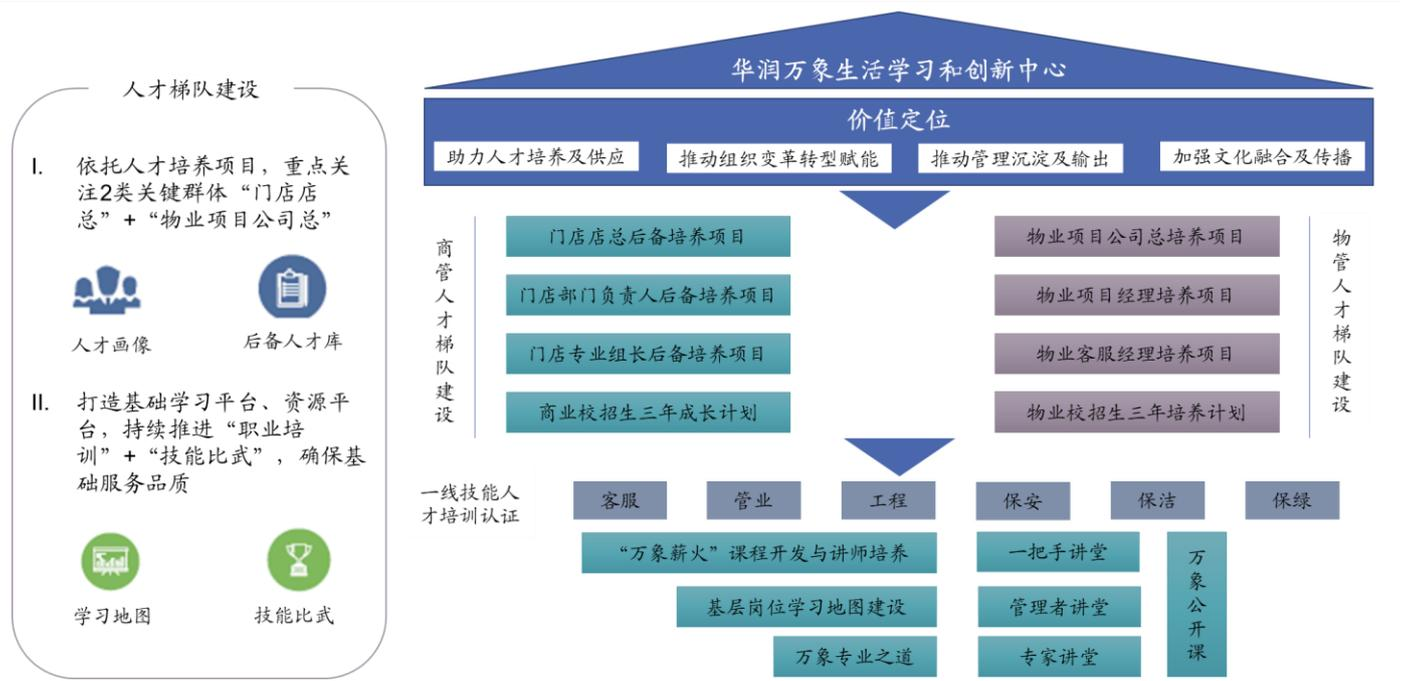 人才梯队建设
I. 依托人才培养项目，重点关
注2类关键群体“门店店
总”+“物业项目公司总”
人才画像
后备人才库
II. 打造基础学习平台、资源平
台，持续推进“职业培
训”+“技能比武”，确保基
础服务品质
学习地图
技能比武
华润万象生活学习和创新中心
价值定位
助力人才培养及供应
推动组织变革转型赋能
推动管理沉淀及输出
加强文化融合及传播
商管人才梯队建设
门店店总后备培养项目
门店部门负责人后备培养项目
门店专业组长后备培养项目
商业校招生三年成长计划
物业项目公司总培养项目
物业项目经理培养项目
物业客服经理培养项目
物业校招生三年培养计划
物管人才梯队建设
一线技能人
才培训认证
客服
管业
工程
保安
保洁
保绿
“万象薪火”课程开发与讲师培养
基层岗位学习地图建设
万象专业之道
一把手讲堂
管理者讲堂
专家讲堂
万象公开课